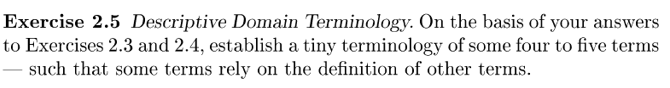 Exercise 2.5 Descriptive Domain Terminology. On the basis of your answers
to Exercises 2.3 and 2.4, establish a tiny terminology of some four to five terms
— such that some terms rely on the definition of other terms.